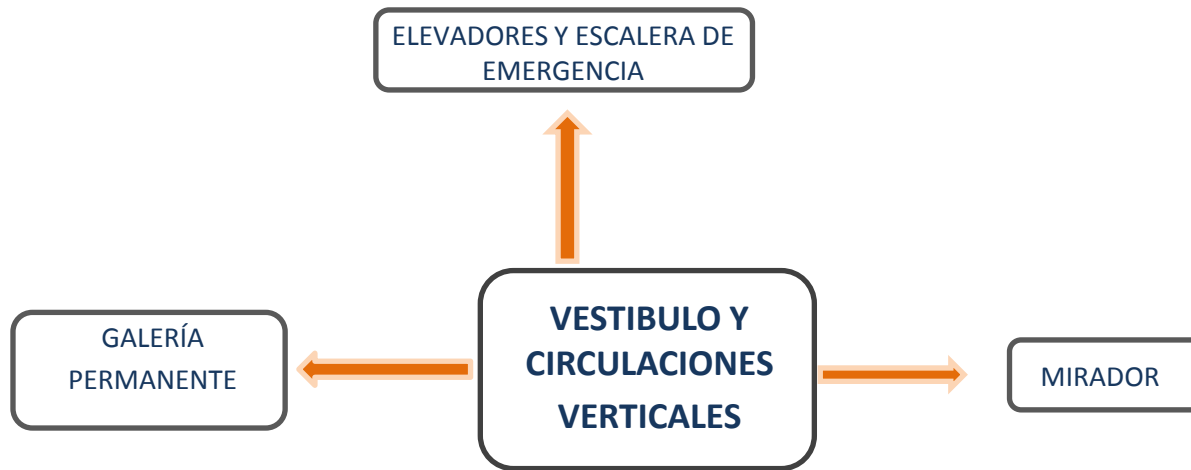 ELEVADORES Y ESCALERA DE
EMERGENCIA
VESTIBULO Y
CIRCULACIONES
VERTICALES
GALERÍA
PERMANENTE
MIRADOR